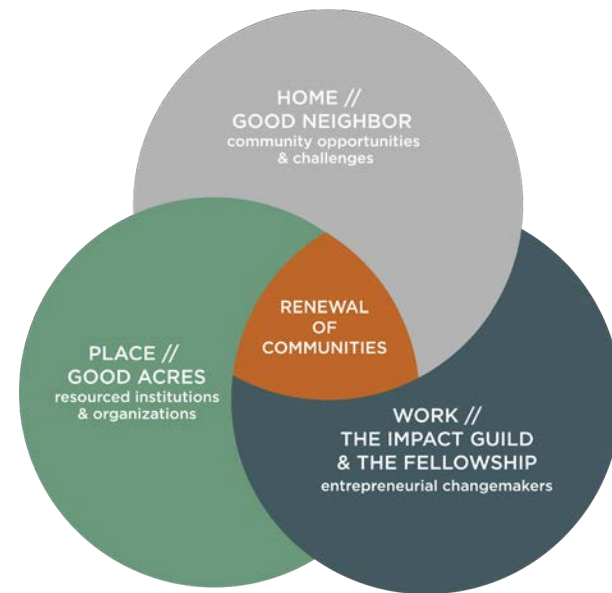 HOME //
GOOD NEIGHBOR
community opportunities
& challenges
RENEWAL
OF
COMMUNITIES
PLACE //
GOOD ACRES
resourced institutions
& organizations
WORK //
THE IMPACT GUILD
& THE FELLOWSHIP
entrepreneurial changemakers